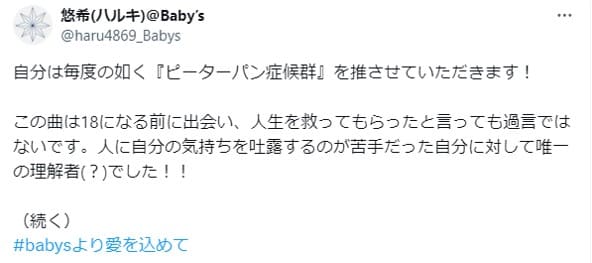 悠希(ハルキ)@Baby’s
@haru4869_Babys
自分は毎度の如く『ピーターパン症候群』を推させていただきます！
この曲は18になる前に出会い、人生を救ってもらったと言っても過言では
ないです。人に自分の気持ちを吐露するのが苦手だった自分に対して唯一
の理解者(？)でした！！
（続く）
#babysより愛を込めて